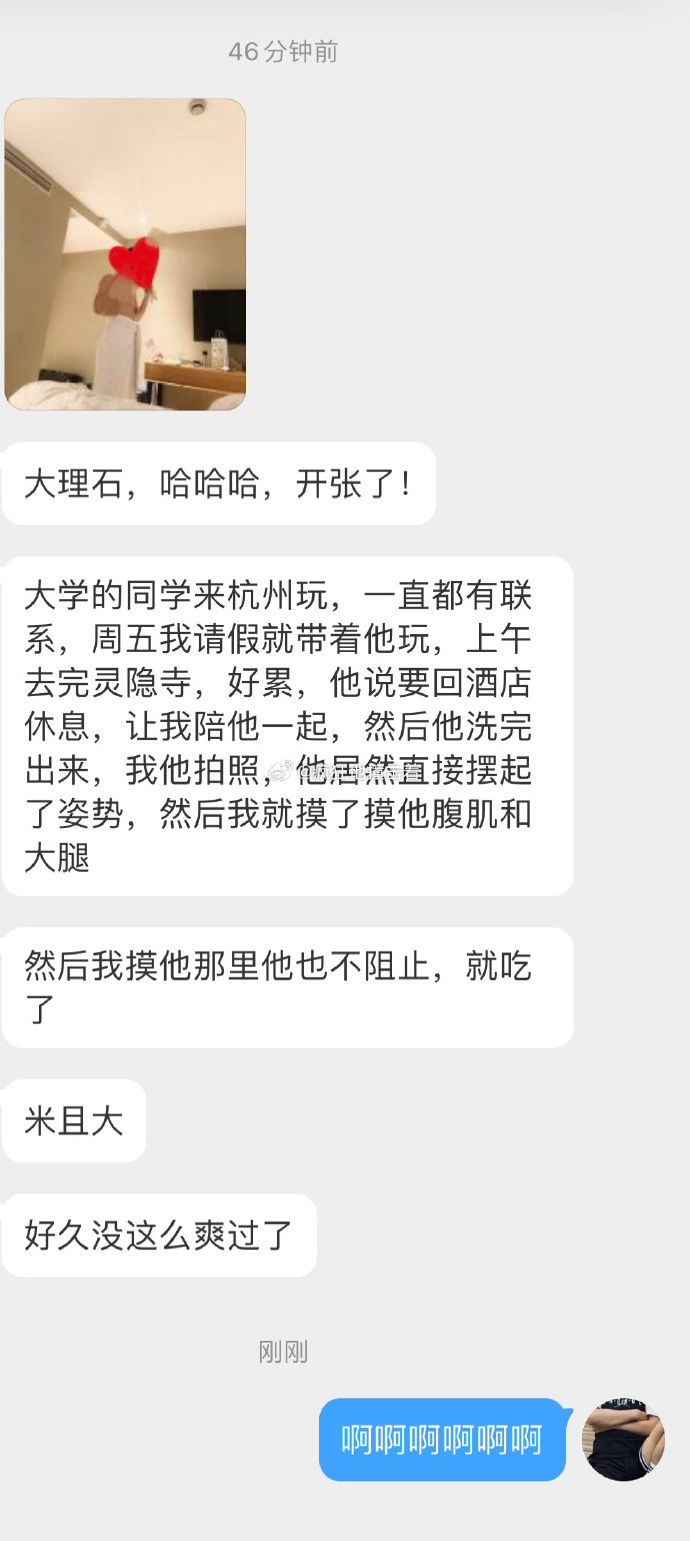 46分钟前
大理石，哈哈哈，开张了！
大学的同学来杭州玩，一直都有联
系，周五我请假就带着他玩，上午
去完灵隐寺，好累，他说要回酒店
休息，让我陪他一起，然后他洗完
出来，我他拍照，他居然直接摆起
了姿势，然后我就摸了摸他腹肌和
大腿
然后我摸他那里他也不阻止，就吃
了
米且大
好久没这么爽过了
刚刚
啊啊啊啊啊啊